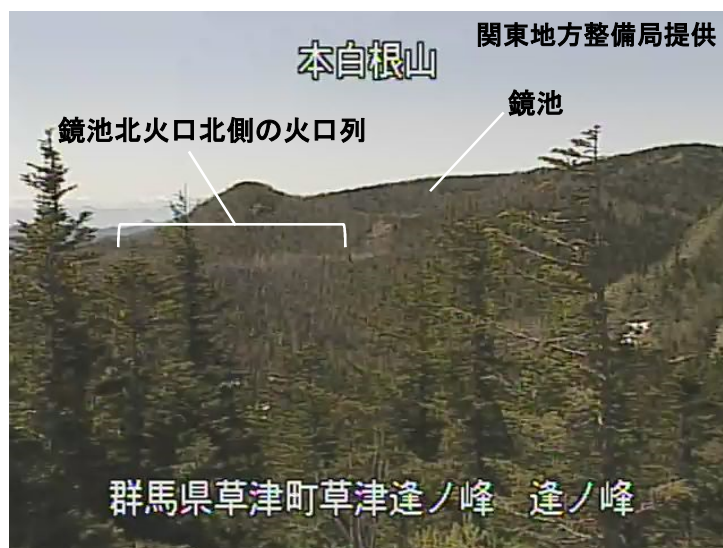 関東地方整備局提供
本白根山
鏡池
鏡池北火口北側の火口列
群馬県草津町草津逢ノ峰　逢ノ峰